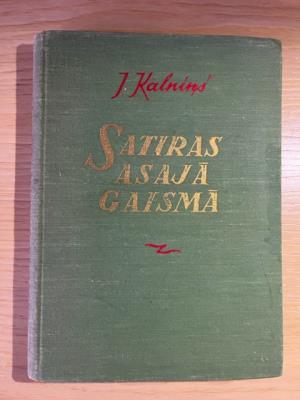 J. Kalniņš
SATIRAS
ASAJĀ
GAISMĀ